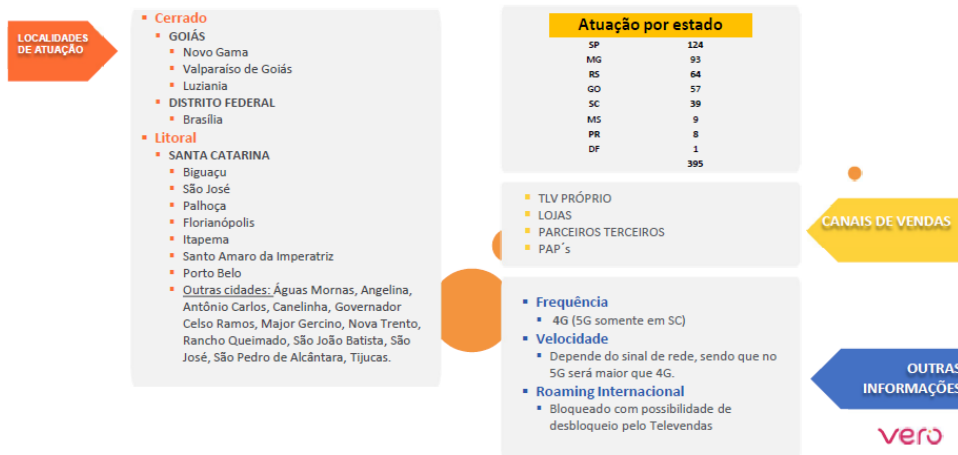 LOCALIDADES
DE ATUAÇÃO
Cerrado
GOIÁS
Novo Gama
Valparaíso de Goiás
Luziania
DISTRITO FEDERAL
Brasília
Litoral
SANTA CATARINA
Biguaçu
São José
Palhoça
Florianópolis
Itapema
Santo Amaro da Imperatriz
Porto Belo
Outras cidades: Águas Mornas, Angelina,
Antônio Carlos, Canelinha, Governador
Celso Ramos, Major Gercino, Nova Trento,
Rancho Queimado, São João Batista, São
José, São Pedro de Alcântara, Tijucas.
Atuação por estado
SP 124
MG 93
RS 64
GO 57
SC 39
MS 9
PR 8
DF 1
395
TLV PRÓPRIO
LOJAS
PARCEIROS TERCEIROS
PAP´s
CANAIS DE VENDAS
Frequência
4G (5G somente em SC)
Velocidade
Depende do sinal de rede, sendo que no
5G será maior que 4G.
Roaming Internacional
Bloqueado com possibilidade de
desbloqueio pelo Televendas
OUTRAS
INFORMAÇÕES
vero